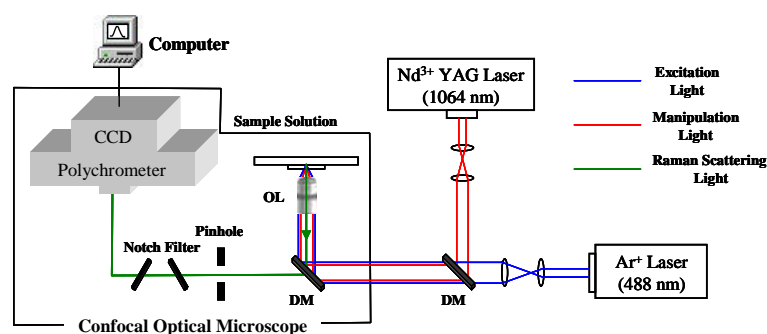 Computer
Nd³⁺ YAG Laser
(1064 nm)
Excitation
Light
Manipulation
Light
Raman Scattering
Light
CCD
Polychrometer
Sample Solution
OL
Pinhole
Notch Filter
DM
DM
Ar⁺ Laser
(488 nm)
Confocal Optical Microscope